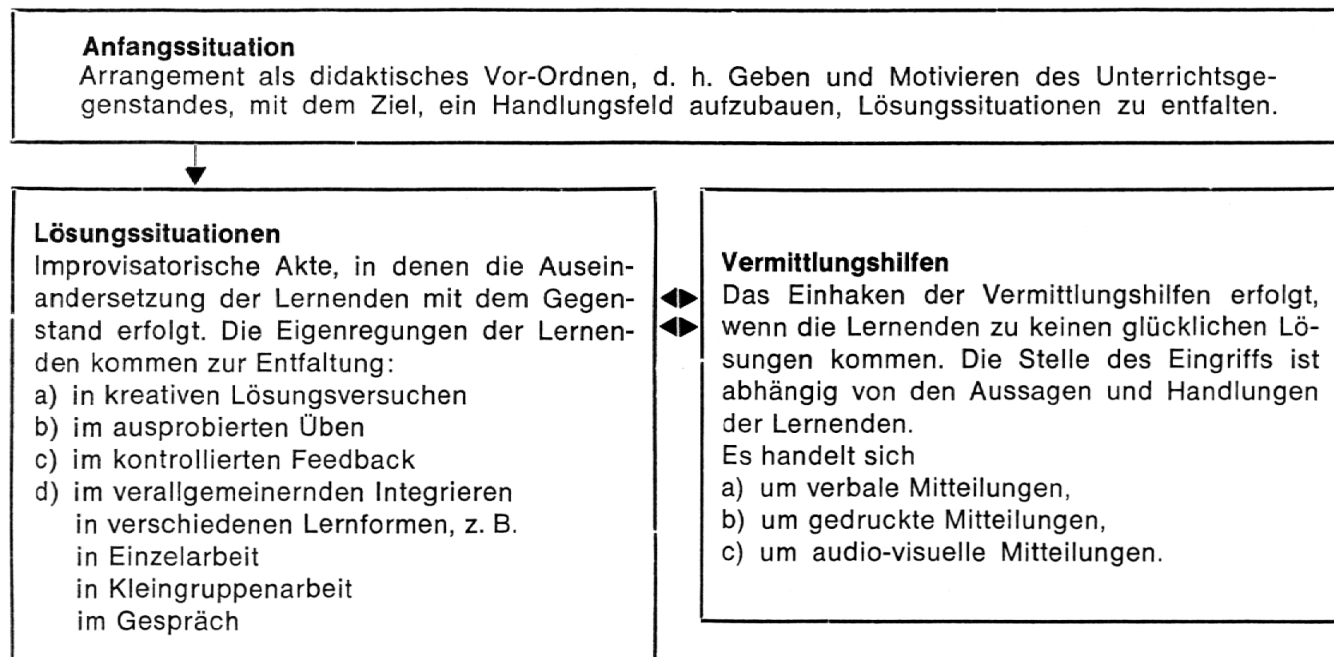 Anfangssituation
Arrangement als didaktisches Vor-Ordnen, d. h. Geben und Motivieren des Unterrichtsge-
genstandes, mit dem Ziel, ein Handlungsfeld aufzubauen, Lösungssituationen zu entfalten.
Lösungssituationen
Improvisatorische Akte, in denen die Ausein-
andersetzung der Lernenden mit dem Gegen-
stand erfolgt. Die Eigenregungen der Lernen-
den kommen zur Entfaltung:
a) in kreativen Lösungsversuchen
b) im ausprobierten Üben
c) im kontrollierten Feedback
d) im verallgemeinernden Integrieren
in verschiedenen Lernformen, z. B.
in Einzelarbeit
in Kleingruppenarbeit
im Gespräch
Vermittlungshilfen
Das Einhaken der Vermittlungshilfen erfolgt,
wenn die Lernenden zu keinen glücklichen Lö-
sungen kommen. Die Stelle des Eingriffs ist
abhängig von den Aussagen und Handlungen
der Lernenden.
Es handelt sich
a) um verbale Mitteilungen,
b) um gedruckte Mitteilungen,
c) um audio-visuelle Mitteilungen.